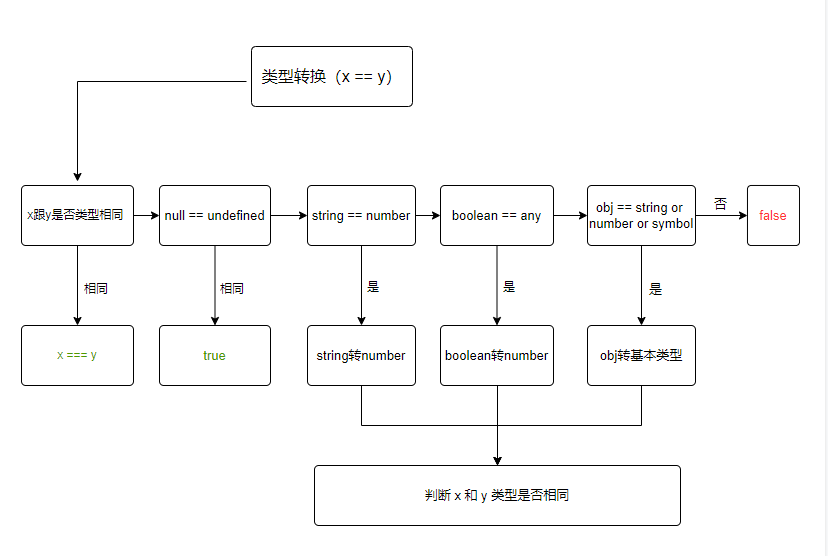 类型转换（x == y）
x跟y是否类型相同
null == undefined
string == number
boolean == any
obj == string or
number or symbol
否
false
相同
相同
是
是
是
x === y
true
string转number
boolean转number
obj转基本类型
判断 x 和 y 类型是否相同